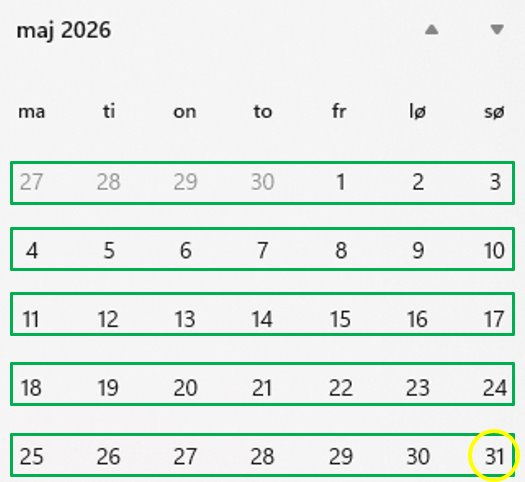 maj 2026
ma ti on to fr lø sø
27 28 29 30 1 2 3
4 5 6 7 8 9 10
11 12 13 14 15 16 17
18 19 20 21 22 23 24
25 26 27 28 29 30 31